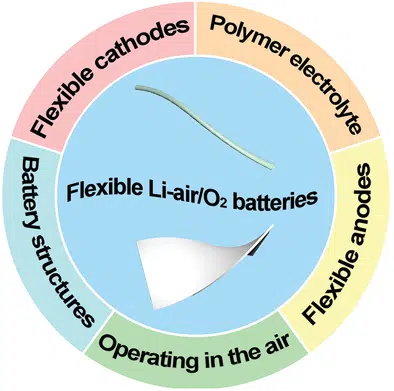 Flexible cathodes
Polymer electrolyte
Flexible anodes
Operating in the air
Battery structures
Flexible Li-air/O₂ batteries